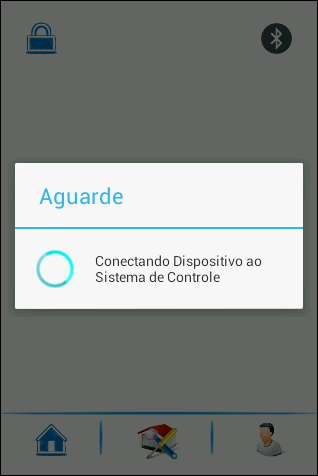 Aguarde
Conectando Dispositivo ao
Sistema de Controle